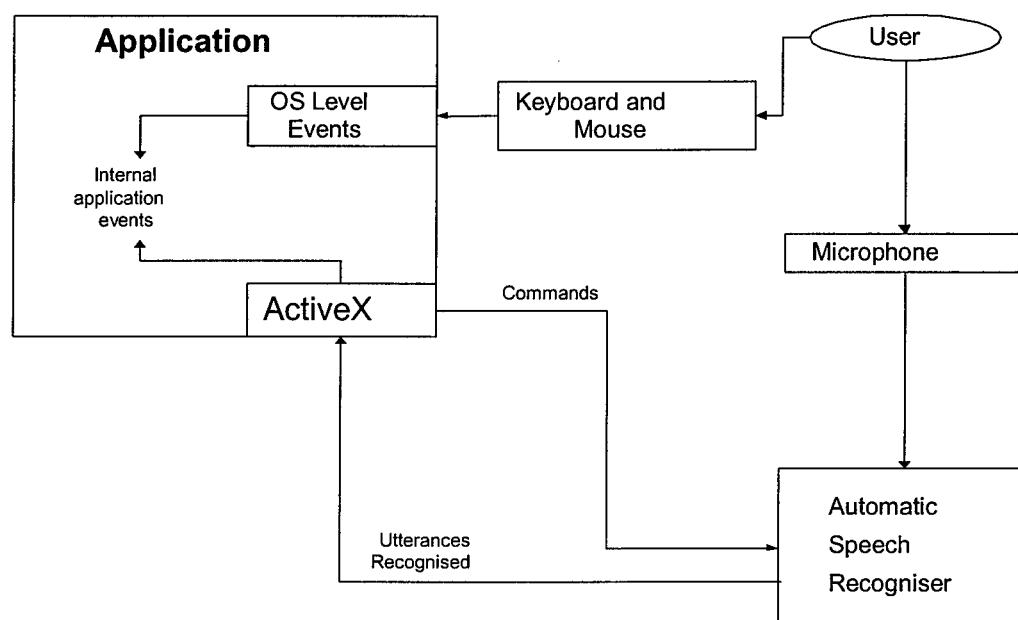 Application
User
OS Level
Events
Keyboard and
Mouse
Internal
application
events
Microphone
ActiveX
Commands
Automatic
Speech
Recogniser
Utterances
Recognised